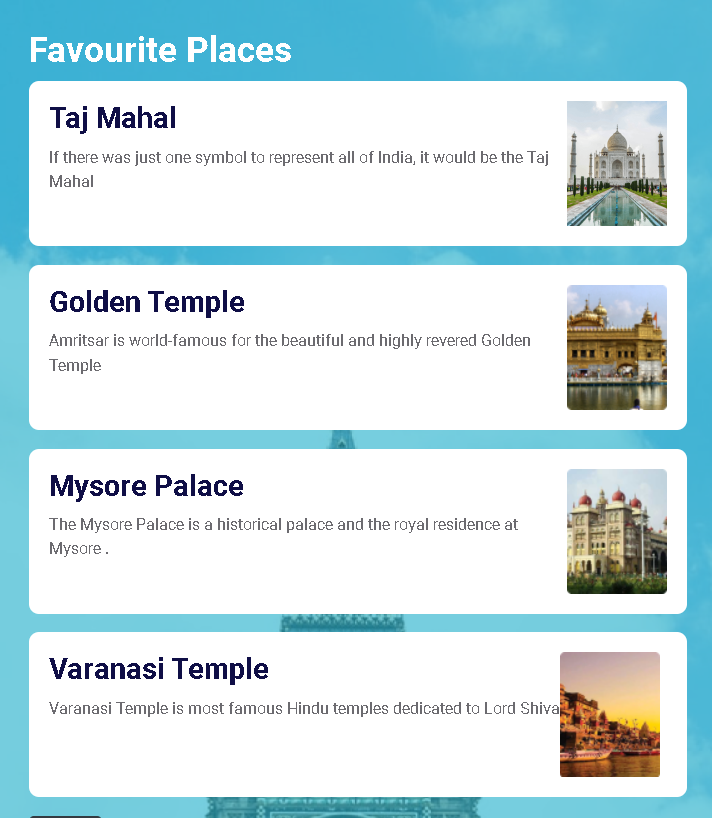 Favourite Places
Taj Mahal
If there was just one symbol to represent all of India, it would be the Taj
Mahal
Golden Temple
Amritsar is world-famous for the beautiful and highly revered Golden
Temple
Mysore Palace
The Mysore Palace is a historical palace and the royal residence at
Mysore .
Varanasi Temple
Varanasi Temple is most famous Hindu temples dedicated to Lord Shiva